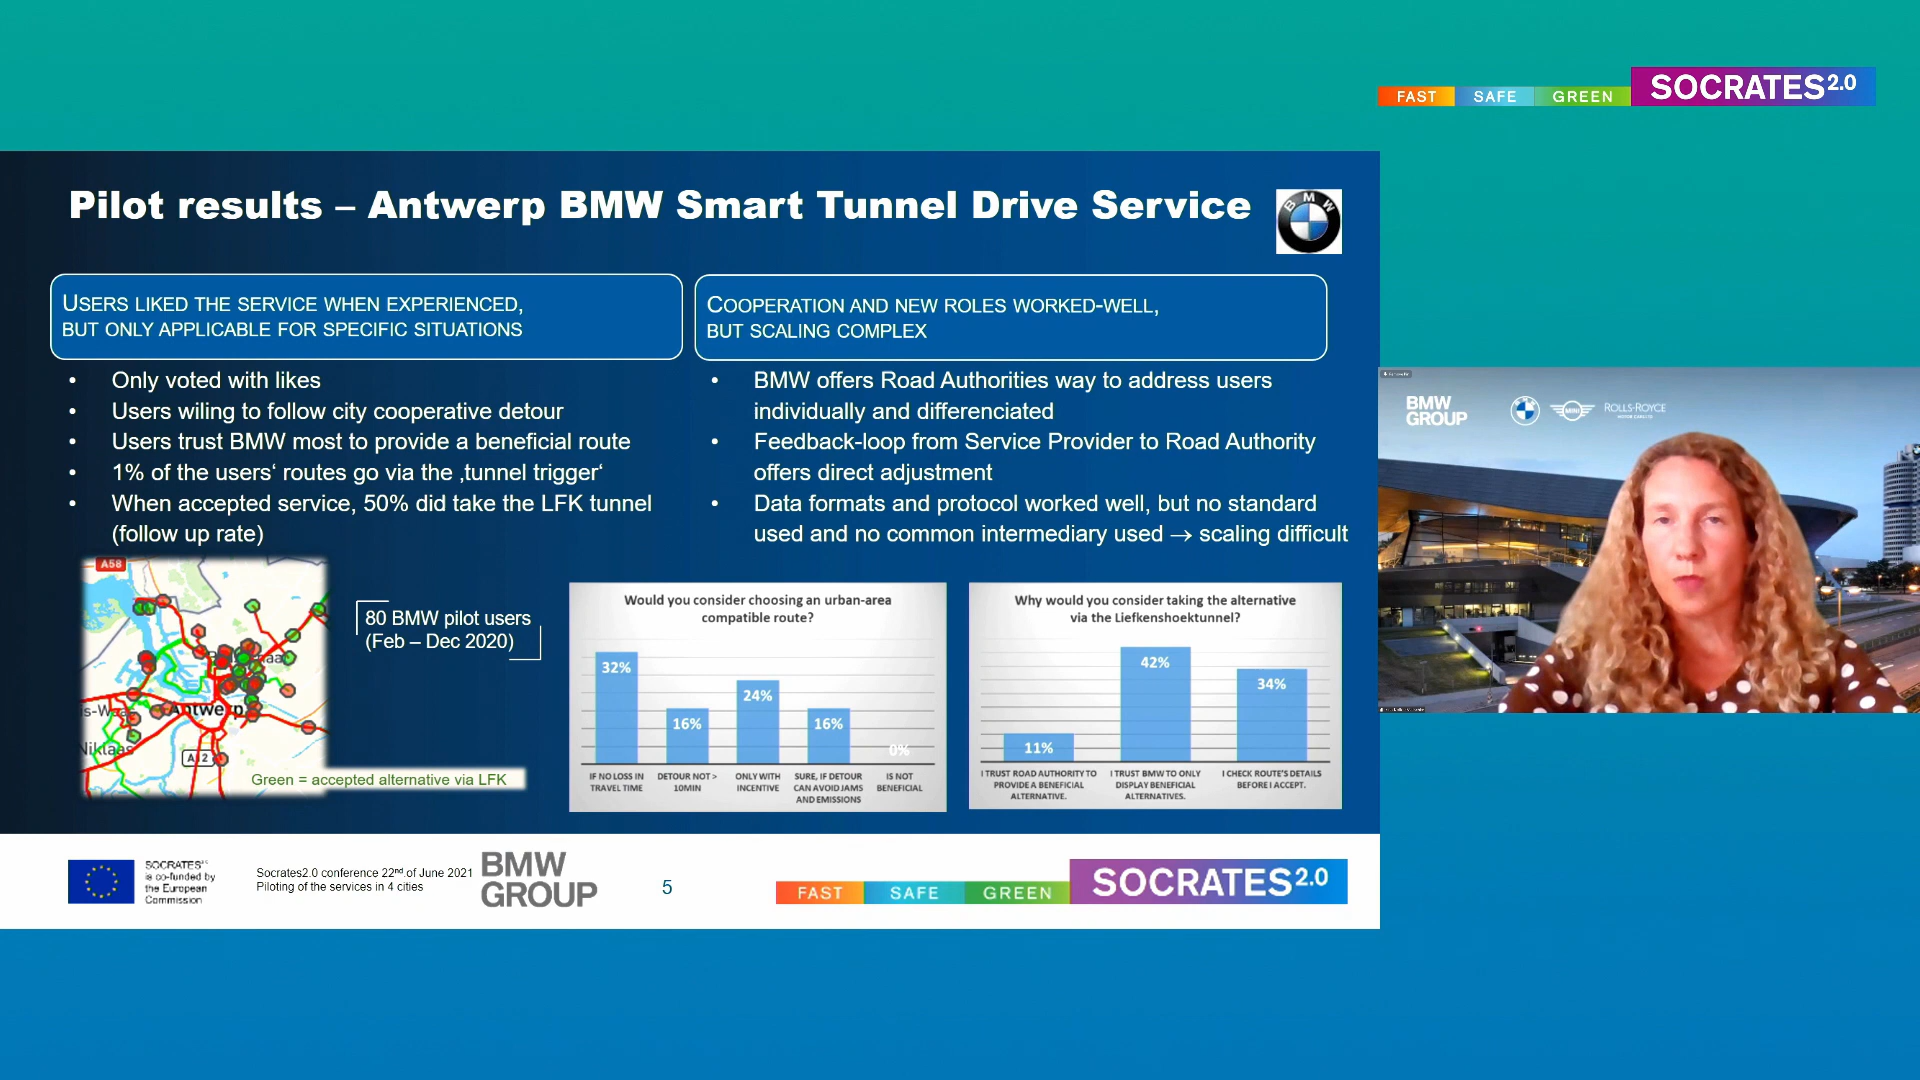 FAST SAFE GREEN SOCRATES2.0
Pilot results – Antwerp BMW Smart Tunnel Drive Service
BMW
USERS LIKED THE SERVICE WHEN EXPERIENCED,
BUT ONLY APPLICABLE FOR SPECIFIC SITUATIONS
• Only voted with likes
• Users wiling to follow city cooperative detour
• Users trust BMW most to provide a beneficial route
• 1% of the users‘ routes go via the ‚tunnel trigger‘
• When accepted service, 50% did take the LFK tunnel
(follow up rate)
COOPERATION AND NEW ROLES WORKED-WELL,
BUT SCALING COMPLEX
• BMW offers Road Authorities way to address users
individually and differenciated
• Feedback-loop from Service Provider to Road Authority
offers direct adjustment
• Data formats and protocol worked well, but no standard
used and no common intermediary used → scaling difficult
A58
Antwerp
Niklaas
Green = accepted alternative via LFK
80 BMW pilot users
(Feb – Dec 2020)
Would you consider choosing an urban-area
compatible route?
32%
16%
24%
16%
0%
IF NO LOSS IN
TRAVEL TIME
DETOUR NOT >
10MIN
ONLY WITH
INCENTIVE
SURE, IF DETOUR
CAN AVOID JAMS
AND EMISSIONS
IS NOT
BENEFICIAL
Why would you consider taking the alternative
via the Liefkenshoektunnel?
11%
42%
34%
I TRUST ROAD AUTHORITY TO
PROVIDE A BENEFICIAL
ALTERNATIVE.
I TRUST BMW TO ONLY
DISPLAY BENEFICIAL
ALTERNATIVES.
I CHECK ROUTE'S DETAILS
BEFORE I ACCEPT.
BMW
GROUP
MINI
ROLLS-ROYCE
MOTOR CARS LTD
SOCRATES2.0
is co-funded by
the European
Commission
Socrates2.0 conference 22nd.of June 2021
Piloting of the services in 4 cities
BMW
GROUP
5
FAST SAFE GREEN SOCRATES2.0